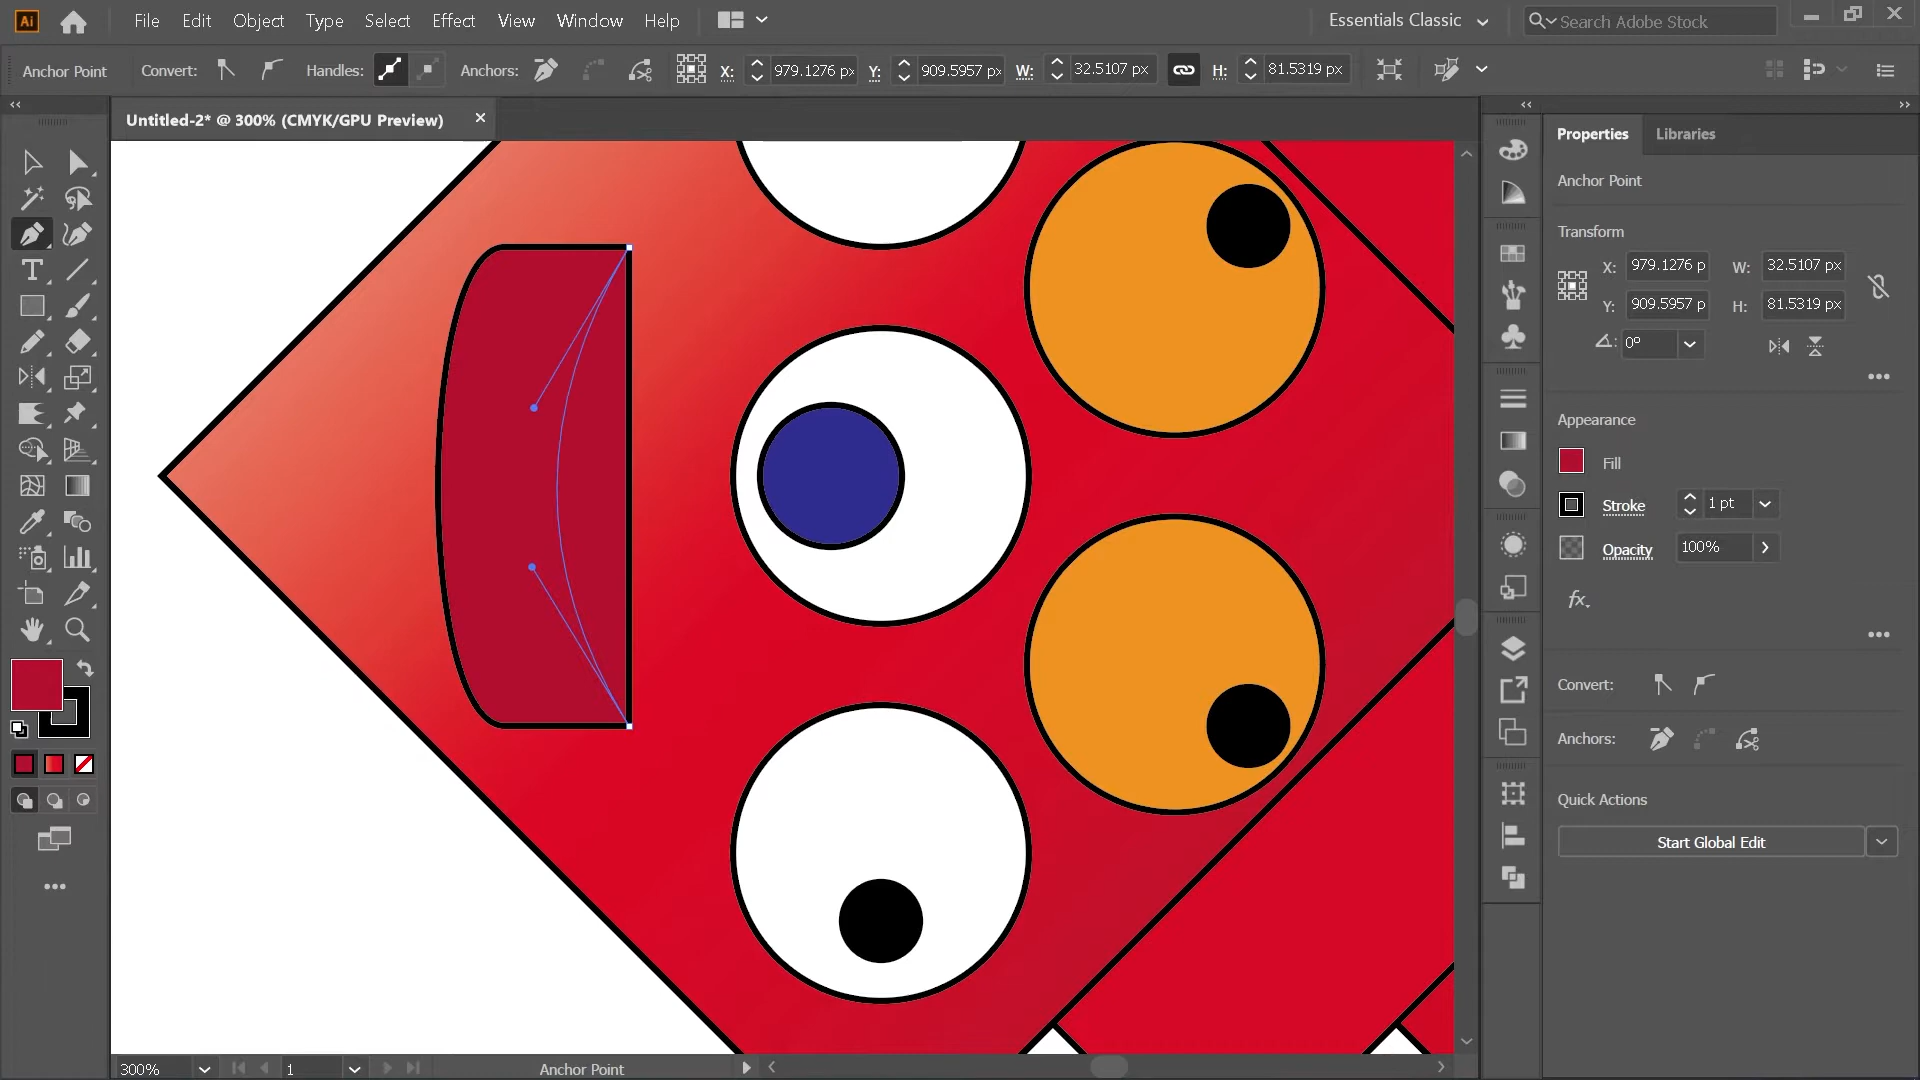 Ai File Edit Object Type Select Effect View Window Help Essentials Classic Search Adobe Stock
Anchor Point Convert: Handles: Anchors: X: 979.1276 px Y: 909.5957 px W: 32.5107 px H: 81.5319 px
Untitled-2* @ 300% (CMYK/GPU Preview)
Properties Libraries
Anchor Point
Transform
X: 979.1276 p W: 32.5107 px
Y: 909.5957 p H: 81.5319 px
0°
Appearance
Fill
Stroke 1 pt
Opacity 100%
fx.
Convert:
Anchors:
Quick Actions
Start Global Edit
300% 1 Anchor Point